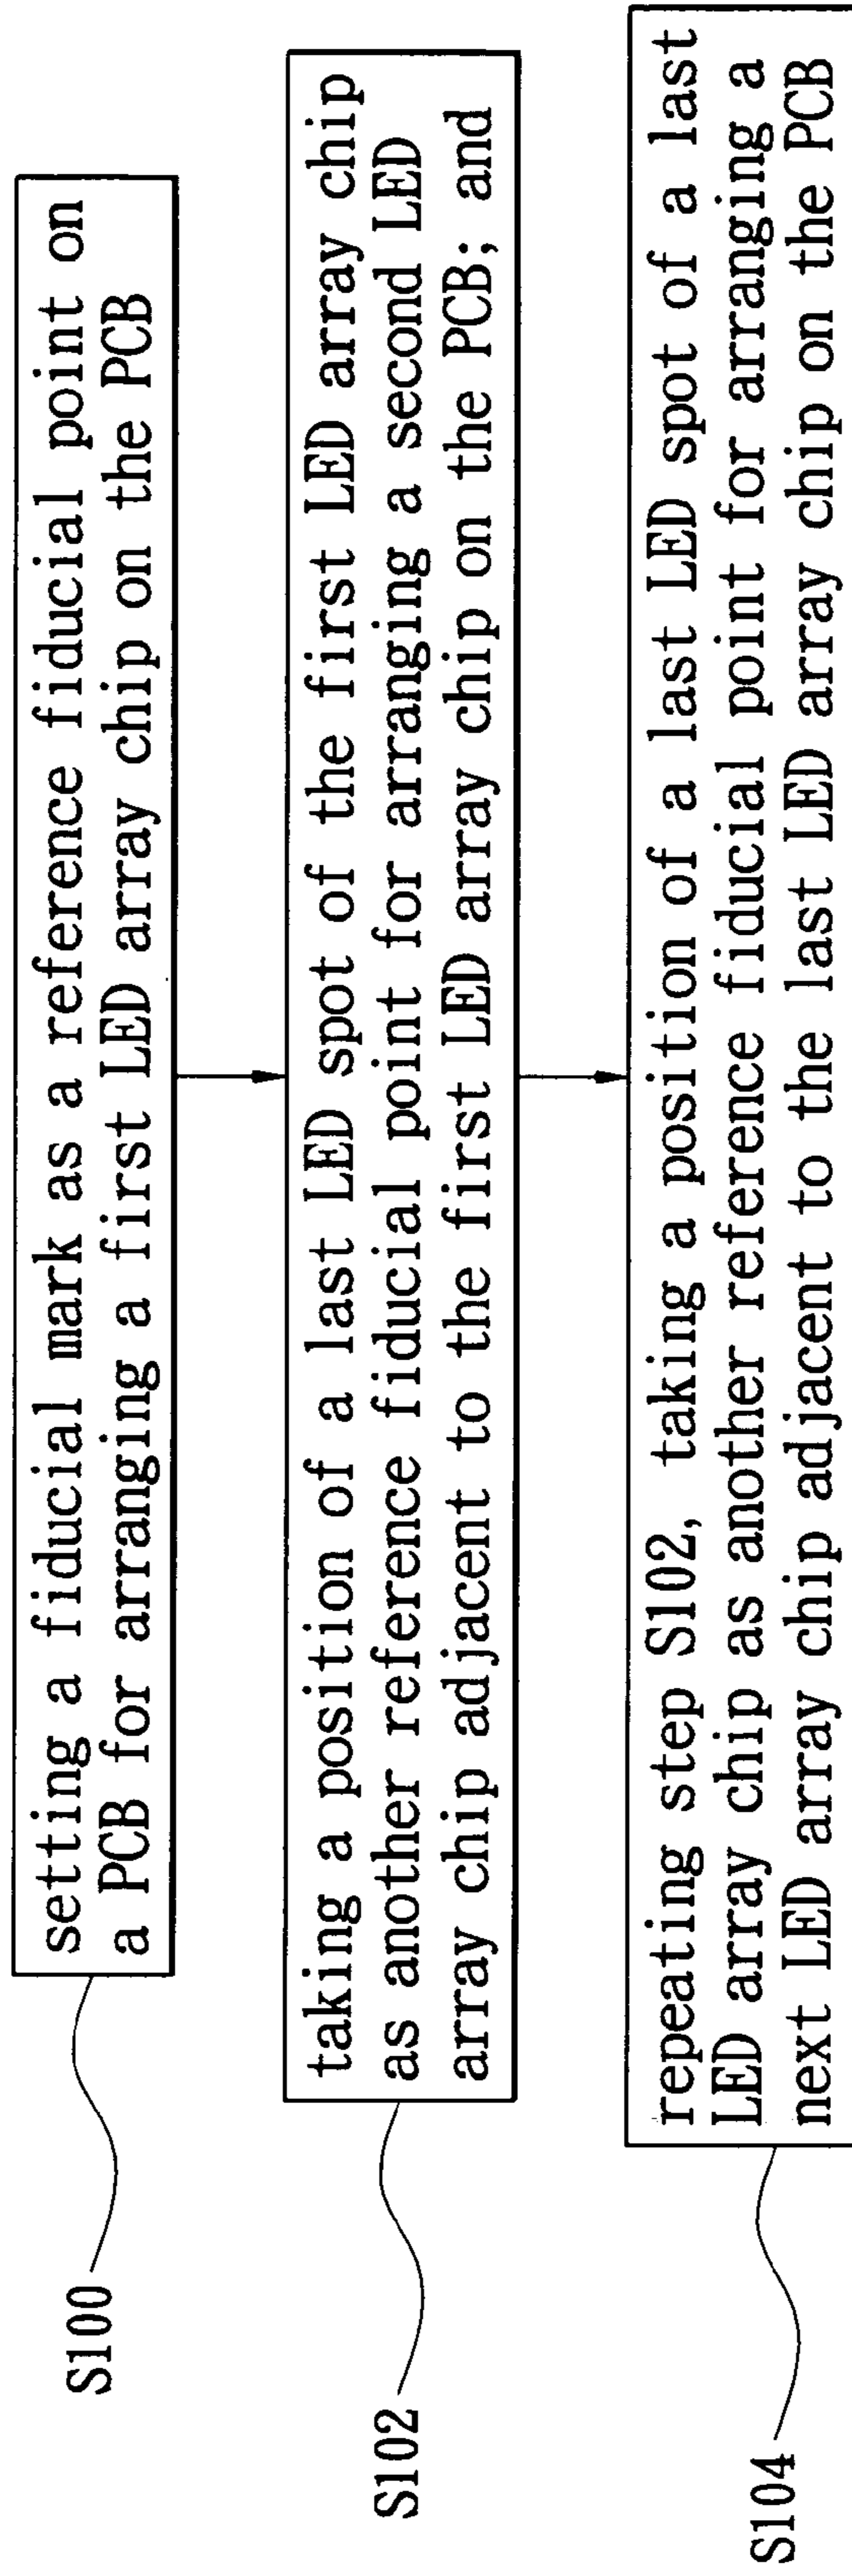 S100
setting a fiducial mark as a reference fiducial point on
a PCB for arranging a first LED array chip on the PCB
S102
taking a position of a last LED spot of the first LED array chip
as another reference fiducial point for arranging a second LED
array chip adjacent to the first LED array chip on the PCB; and
S104
repeating step S102, taking a position of a last LED spot of a last
LED array chip as another reference fiducial point for arranging a
next LED array chip adjacent to the last LED array chip on the PCB